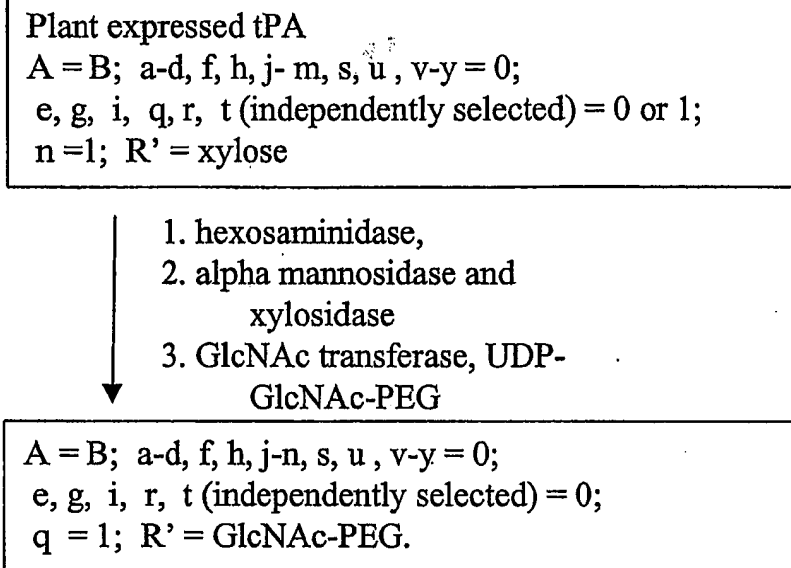 Plant expressed tPA
A = B; a-d, f, h, j- m, s, u , v-y = 0;
e, g, i, q, r, t (independently selected) = 0 or 1;
n =1; R' = xylose
1. hexosaminidase,
2. alpha mannosidase and
xylosidase
3. GlcNAc transferase, UDP-
GlcNAc-PEG
A = B; a-d, f, h, j-n, s, u , v-y = 0;
e, g, i, r, t (independently selected) = 0;
q = 1; R' = GlcNAc-PEG.